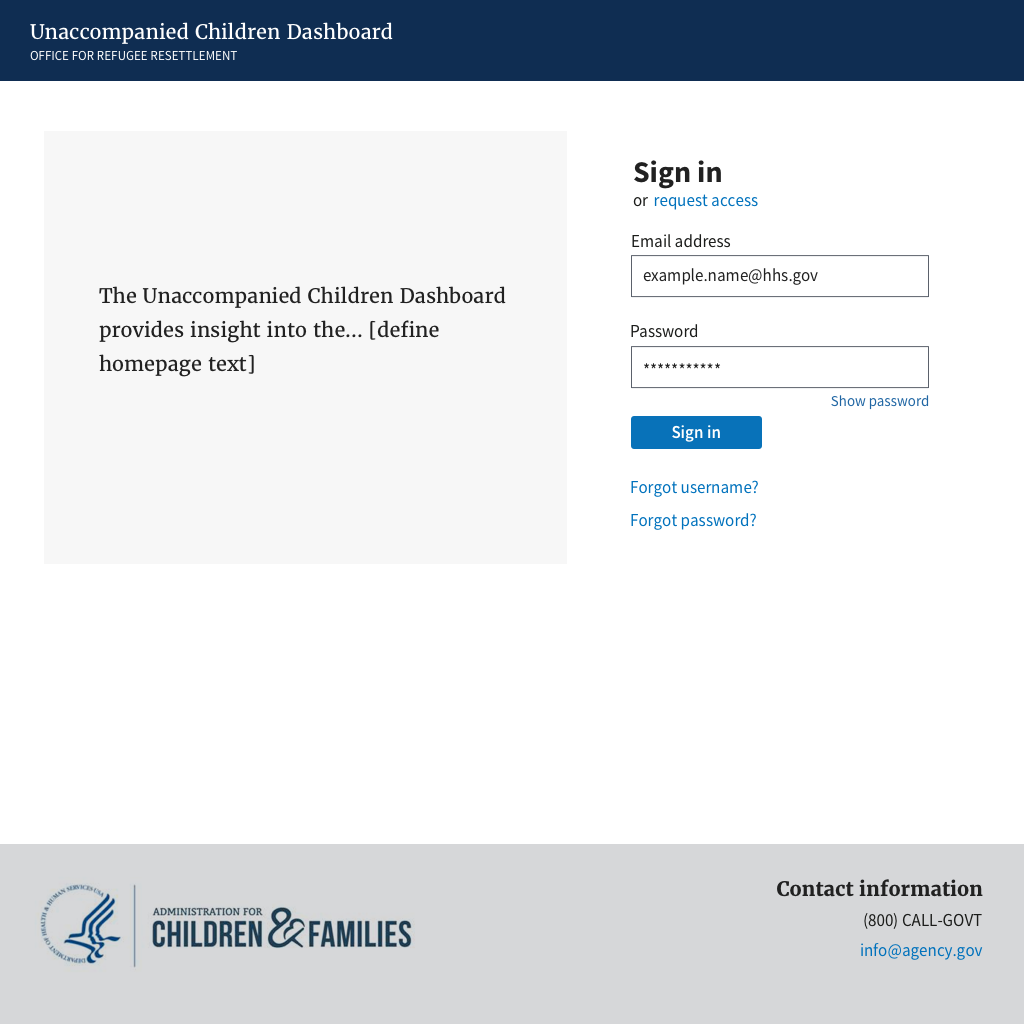 Unaccompanied Children Dashboard
OFFICE FOR REFUGEE RESETTLEMENT
The Unaccompanied Children Dashboard
provides insight into the... [define
homepage text]
Sign in
or request access
Email address
example.name@hhs.gov
Password
***********
Show password
Sign in
Forgot username?
Forgot password?
DEPARTMENT OF HEALTH & HUMAN SERVICES USA
ADMINISTRATION FOR
CHILDREN & FAMILIES
Contact information
(800) CALL-GOVT
info@agency.gov